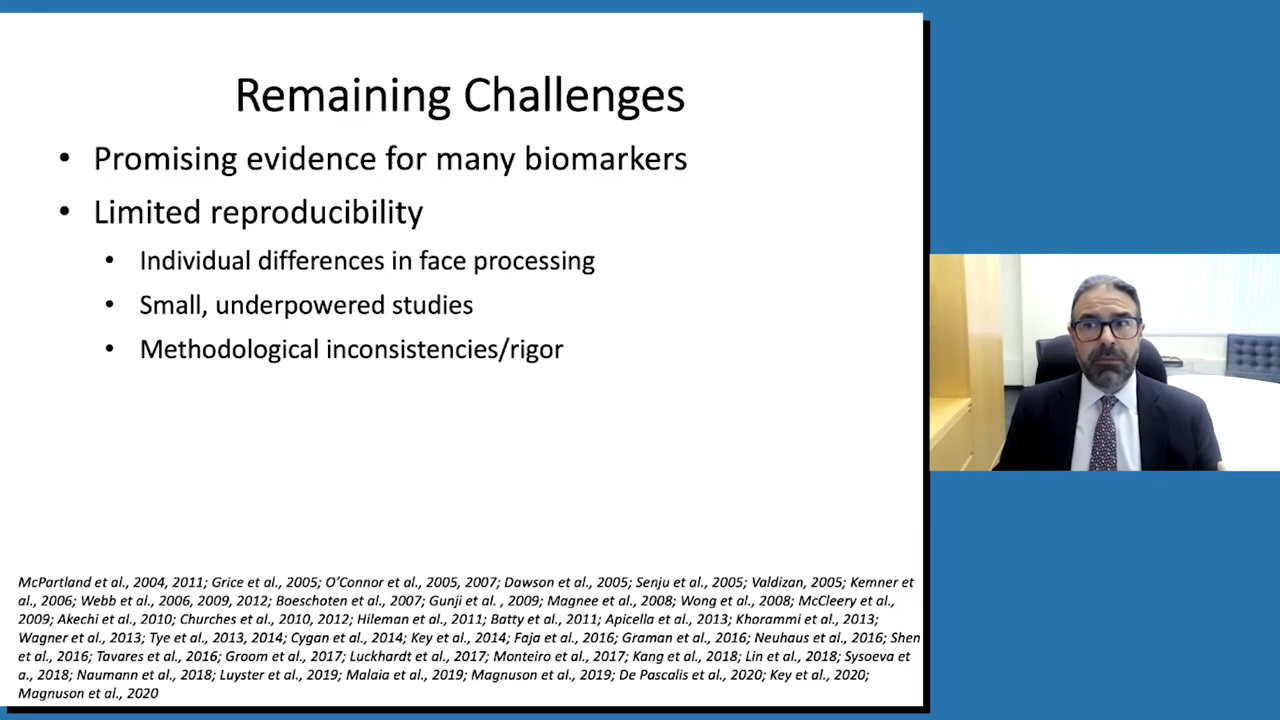 Remaining Challenges
• Promising evidence for many biomarkers
• Limited reproducibility
• Individual differences in face processing
• Small, underpowered studies
• Methodological inconsistencies/rigor
McPartland et al., 2004, 2011; Grice et al., 2005; O'Connor et al., 2005, 2007; Dawson et al., 2005; Senju et al., 2005; Valdizan, 2005; Kemner et
al., 2006; Webb et al., 2006, 2009, 2012; Boeschoten et al., 2007; Gunji et al. , 2009; Magnee et al., 2008; Wong et al., 2008; McCleery et al.,
2009; Akechi et al., 2010; Churches et al., 2010, 2012; Hileman et al., 2011; Batty et al., 2011; Apicella et al., 2013; Khorammi et al., 2013;
Wagner et al., 2013; Tye et al., 2013, 2014; Cygan et al., 2014; Key et al., 2014; Faja et al., 2016; Graman et al., 2016; Neuhaus et al., 2016; Shen
et al., 2016; Tavares et al., 2016; Groom et al., 2017; Luckhardt et al., 2017; Monteiro et al., 2017; Kang et al., 2018; Lin et al., 2018; Sysoeva et
a., 2018; Naumann et al., 2018; Luyster et al., 2019; Malaia et al., 2019; Magnuson et al., 2019; De Pascalis et al., 2020; Key et al., 2020;
Magnuson et al., 2020